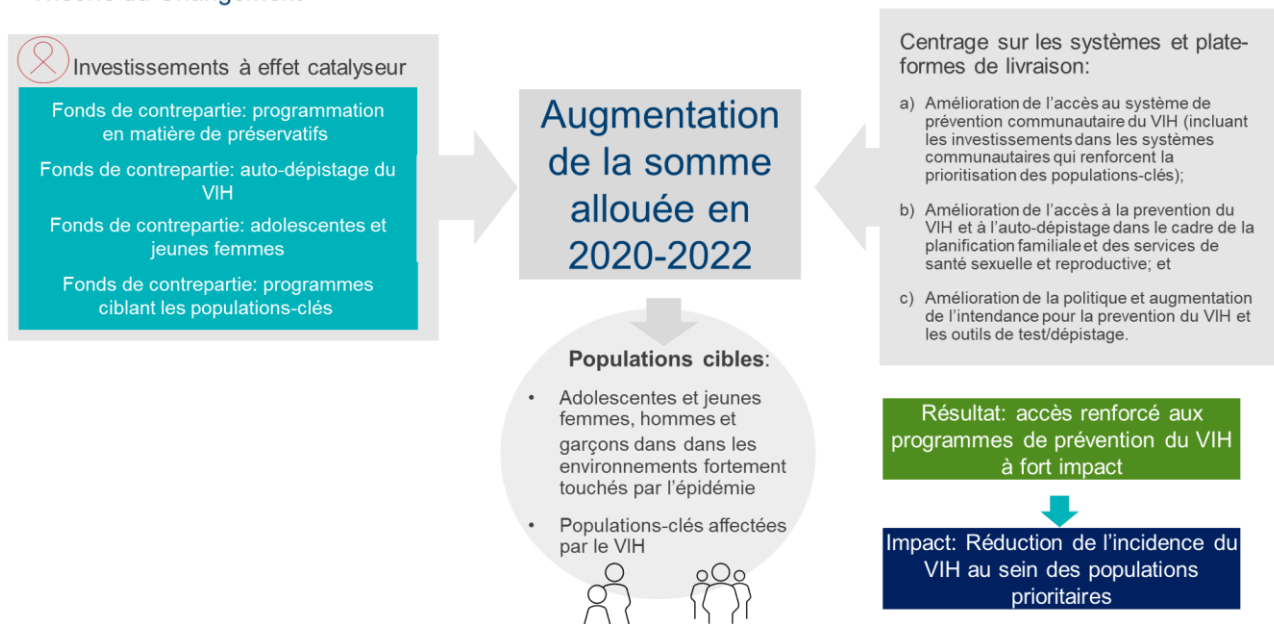 Investissements à effet catalyseur
Fonds de contrepartie: programmation
en matière de préservatifs
Fonds de contrepartie: auto-dépistage du
VIH
Fonds de contrepartie: adolescentes et
jeunes femmes
Fonds de contrepartie: programmes
ciblant les populations-clés
Augmentation
de la somme
allouée en
2020-2022
Populations cibles:
• Adolescentes et jeunes
femmes, hommes et
garçons dans dans les
environnements fortement
touchés par l'épidémie
• Populations-clés affectées
par le VIH
Centrage sur les systèmes et plate-
formes de livraison:
a) Amélioration de l'accès au système de
prévention communautaire du VIH (incluant
les investissements dans les systèmes
communautaires qui renforcent la
prioritisation des populations-clés);
b) Amélioration de l'accès à la prevention du
VIH et à l'auto-dépistage dans le cadre de la
planification familiale et des services de
santé sexuelle et reproductive; et
c) Amélioration de la politique et augmentation
de l'intendance pour la prevention du VIH et
les outils de test/dépistage.
Résultat: accès renforcé aux
programmes de prévention du VIH
à fort impact
Impact: Réduction de l'incidence du
VIH au sein des populations
prioritaires